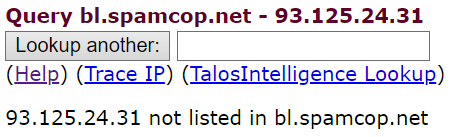 Query bl.spamcop.net - 93.125.24.31
Lookup another:
(Help) (Trace IP) (TalosIntelligence Lookup)
93.125.24.31 not listed in bl.spamcop.net